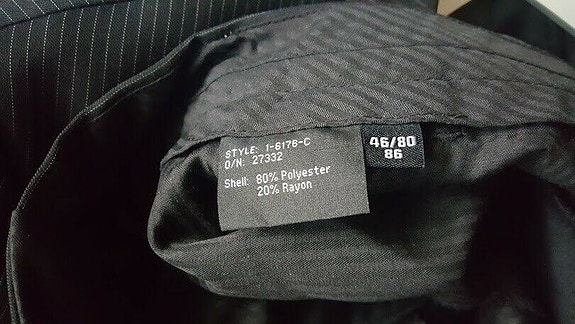 STYLE: 1-6176-C
O/N: 27332
Shell: 80% Polyester
20% Rayon
46/80
86